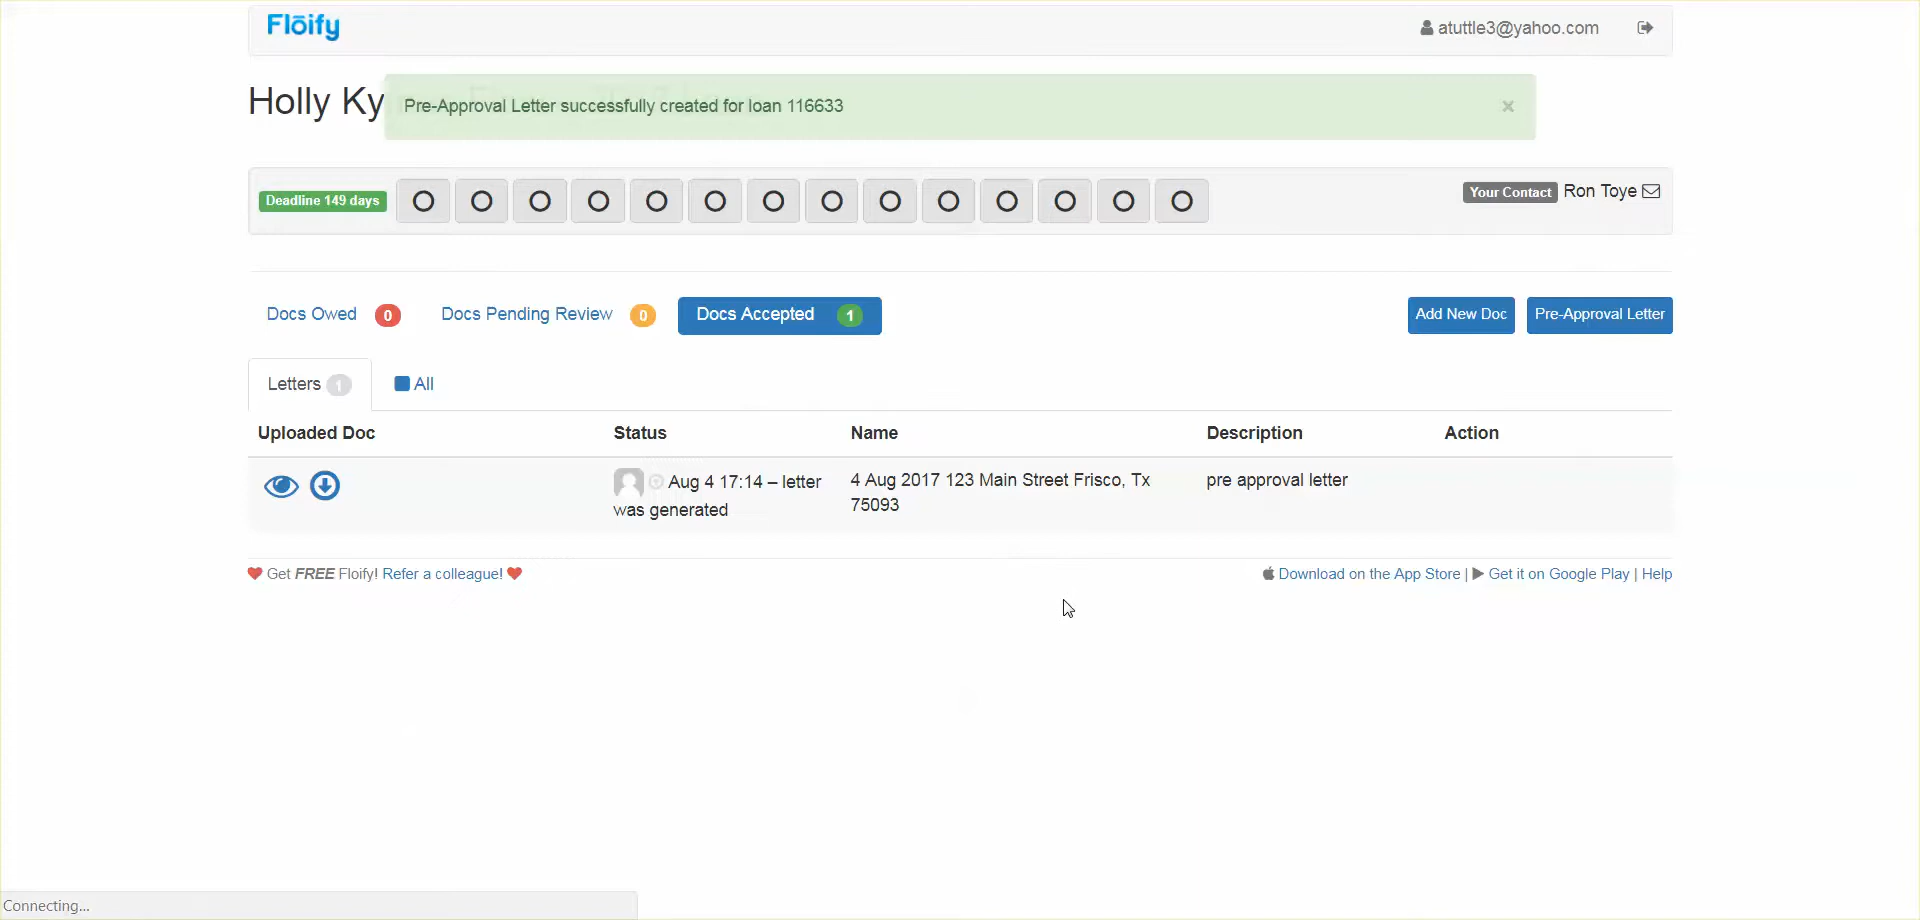 Flōify
atuttle3@yahoo.com
Holly Ky
Pre-Approval Letter successfully created for loan 116633
×
Deadline 149 days
Your Contact Ron Toye
Docs Owed 0
Docs Pending Review 0
Docs Accepted 1
Add New Doc
Pre-Approval Letter
Letters 1
All
Uploaded Doc Status Name Description Action
Aug 4 17:14 – letter
was generated
4 Aug 2017 123 Main Street Frisco, Tx
75093
pre approval letter
Get FREE Floify! Refer a colleague!
Download on the App Store | Get it on Google Play | Help
Connecting...